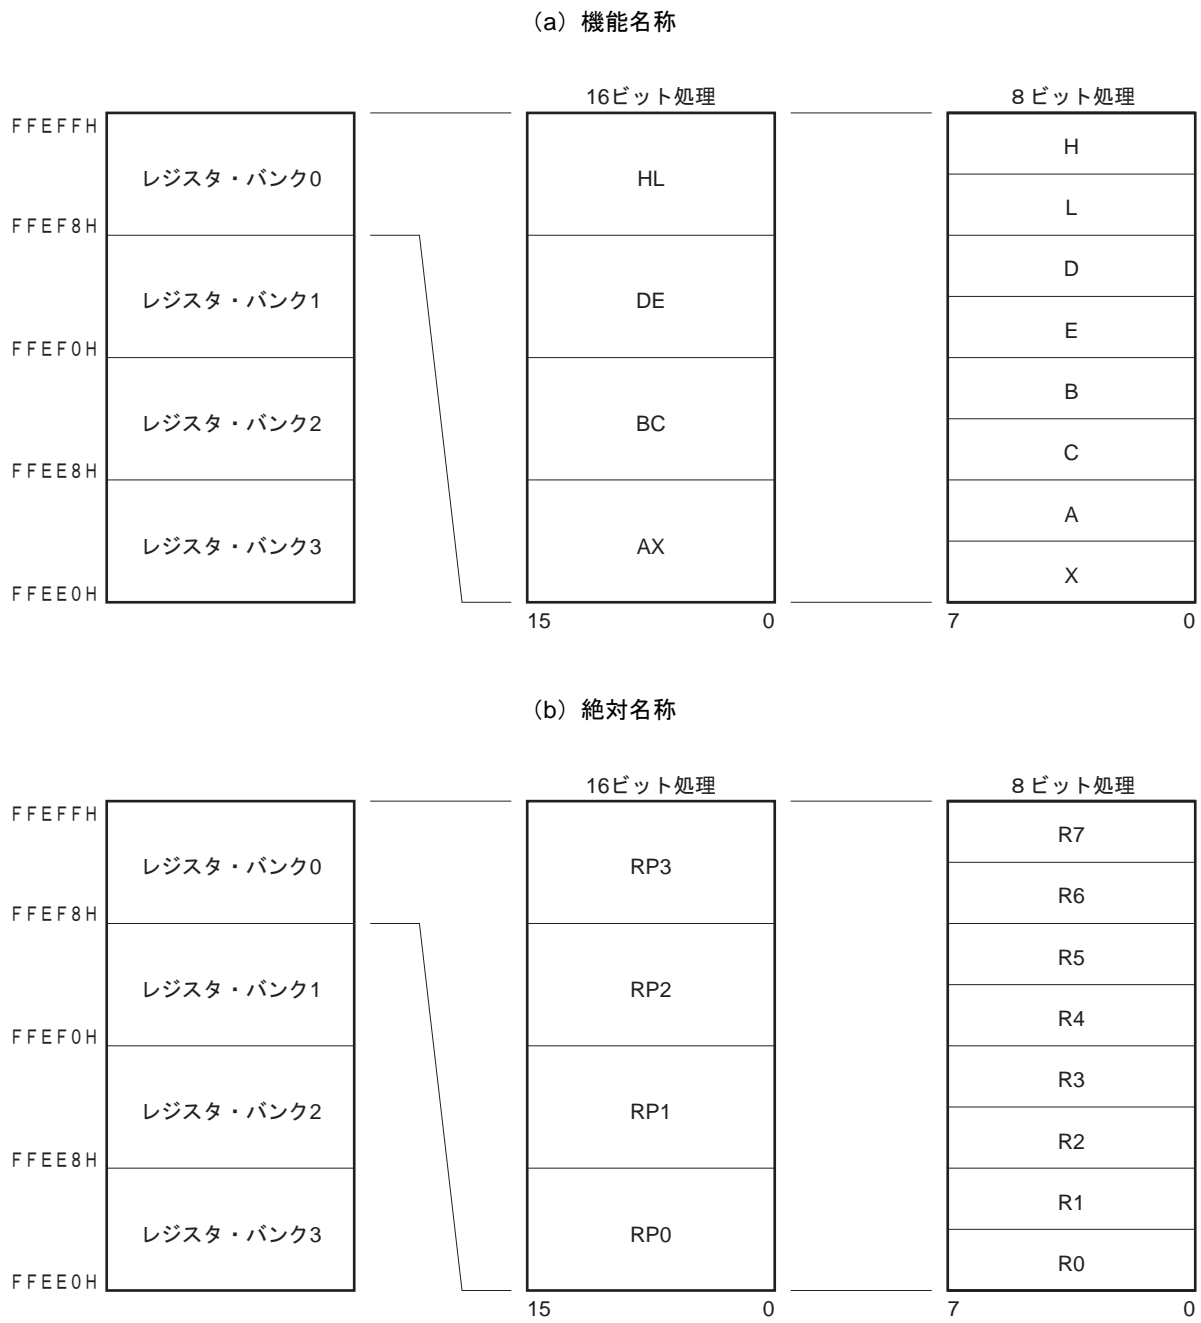 （a）機能名称
16ビット処理
8ビット処理
FFEFFH
レジスタ・バンク0
HL
H
L
FFEF8H
レジスタ・バンク1
DE
D
E
FFEF0H
レジスタ・バンク2
BC
B
C
FFEE8H
レジスタ・バンク3
AX
A
X
FFEE0H
15 0
7 0
（b）絶対名称
16ビット処理
8ビット処理
FFEFFH
レジスタ・バンク0
RP3
R7
R6
FFEF8H
レジスタ・バンク1
RP2
R5
R4
FFEF0H
レジスタ・バンク2
RP1
R3
R2
FFEE8H
レジスタ・バンク3
RP0
R1
R0
FFEE0H
15 0
7 0